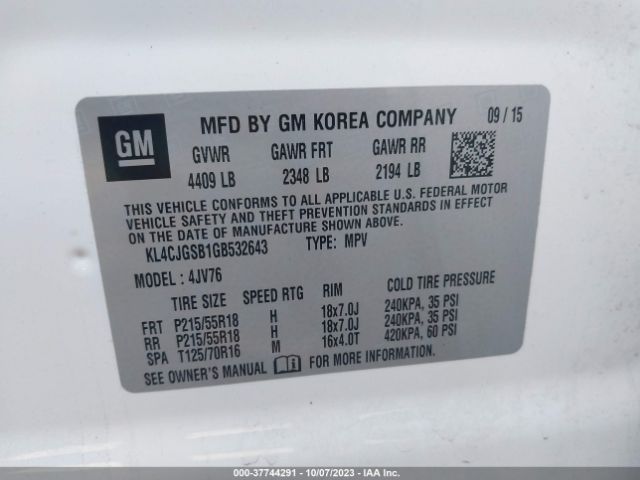 GM
MFD BY GM KOREA COMPANY 09 / 15
GVWR GAWR FRT GAWR RR
4409 LB 2348 LB 2194 LB
THIS VEHICLE CONFORMS TO ALL APPLICABLE U.S. FEDERAL MOTOR
VEHICLE SAFETY AND THEFT PREVENTION STANDARDS IN EFFECT
ON THE DATE OF MANUFACTURE SHOWN ABOVE.
KL4CJGSB1GB532643 TYPE: MPV
MODEL : 4JV76
TIRE SIZE SPEED RTG RIM COLD TIRE PRESSURE
FRT P215/55R18 H 18x7.0J 240KPA, 35 PSI
RR P215/55R18 H 18x7.0J 240KPA, 35 PSI
SPA T125/70R16 M 16x4.0T 420KPA, 60 PSI
SEE OWNER'S MANUAL FOR MORE INFORMATION
000-37744291 - 10/07/2023 - IAA Inc.